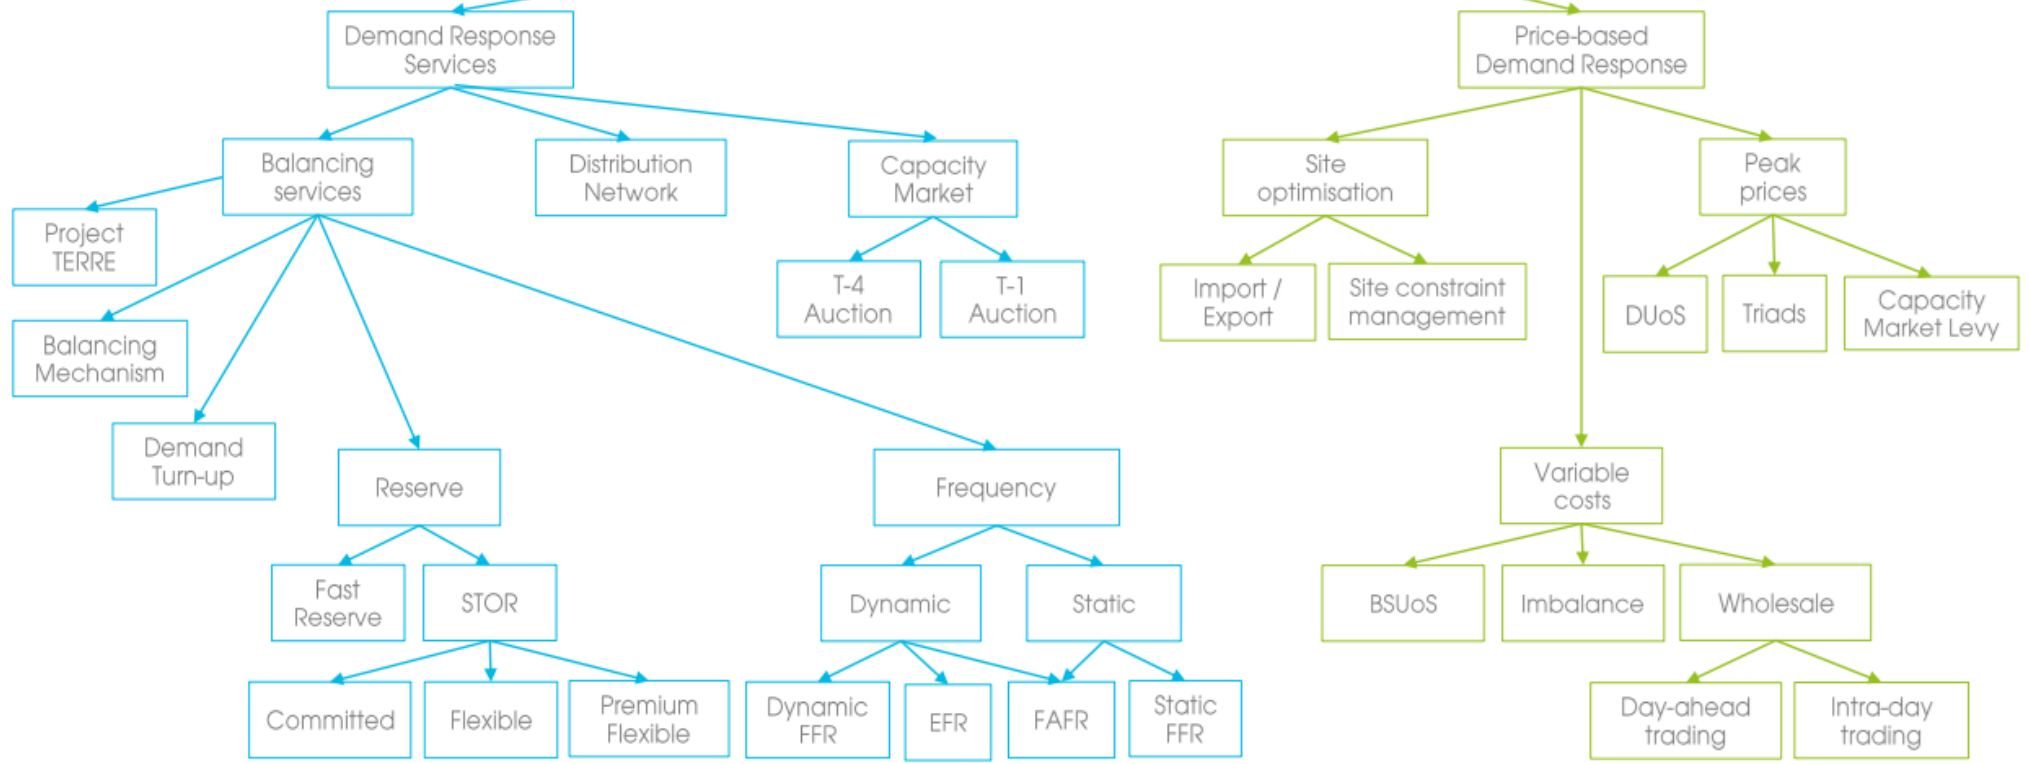 Demand Response
Services
Price-based
Demand Response
Balancing
services
Distribution
Network
Capacity
Market
Site
optimisation
Peak
prices
Project
TERRE
T-4
Auction
T-1
Auction
Import /
Export
Site constraint
management
DUoS
Triads
Capacity
Market Levy
Balancing
Mechanism
Demand
Turn-up
Reserve
Frequency
Variable
costs
Fast
Reserve
STOR
Dynamic
Static
BSUoS
Imbalance
Wholesale
Committed
Flexible
Premium
Flexible
Dynamic
FFR
EFR
FAFR
Static
FFR
Day-ahead
trading
Intra-day
trading